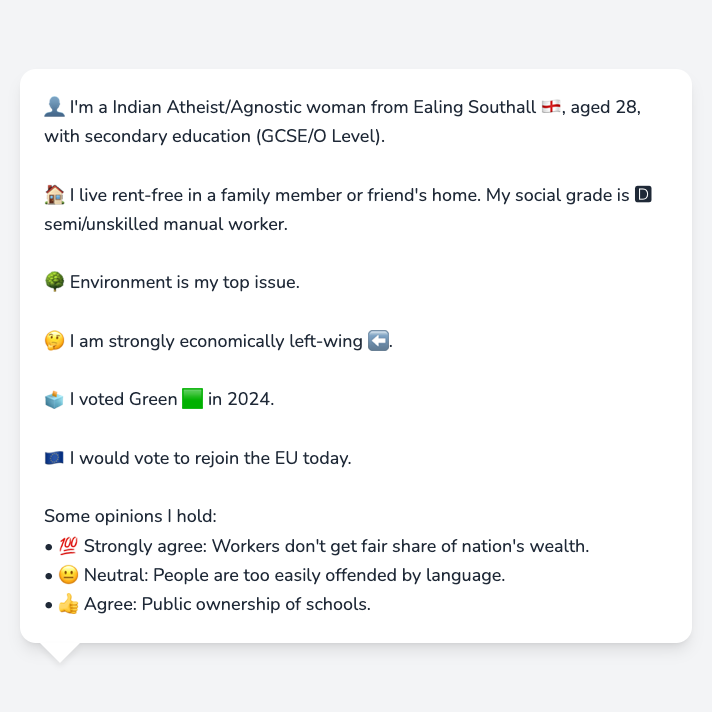 👤 I'm a Indian Atheist/Agnostic woman from Ealing Southall 🏴󠁧󠁢󠁥󠁮󠁧󠁿, aged 28,
with secondary education (GCSE/O Level).
🏠 I live rent-free in a family member or friend's home. My social grade is 🅳
semi/unskilled manual worker.
🌳 Environment is my top issue.
🤔 I am strongly economically left-wing ⬅️.
🗳️ I voted Green 🟩 in 2024.
🇪🇺 I would vote to rejoin the EU today.
Some opinions I hold:
• 💯 Strongly agree: Workers don't get fair share of nation's wealth.
• 😐 Neutral: People are too easily offended by language.
• 👍 Agree: Public ownership of schools.